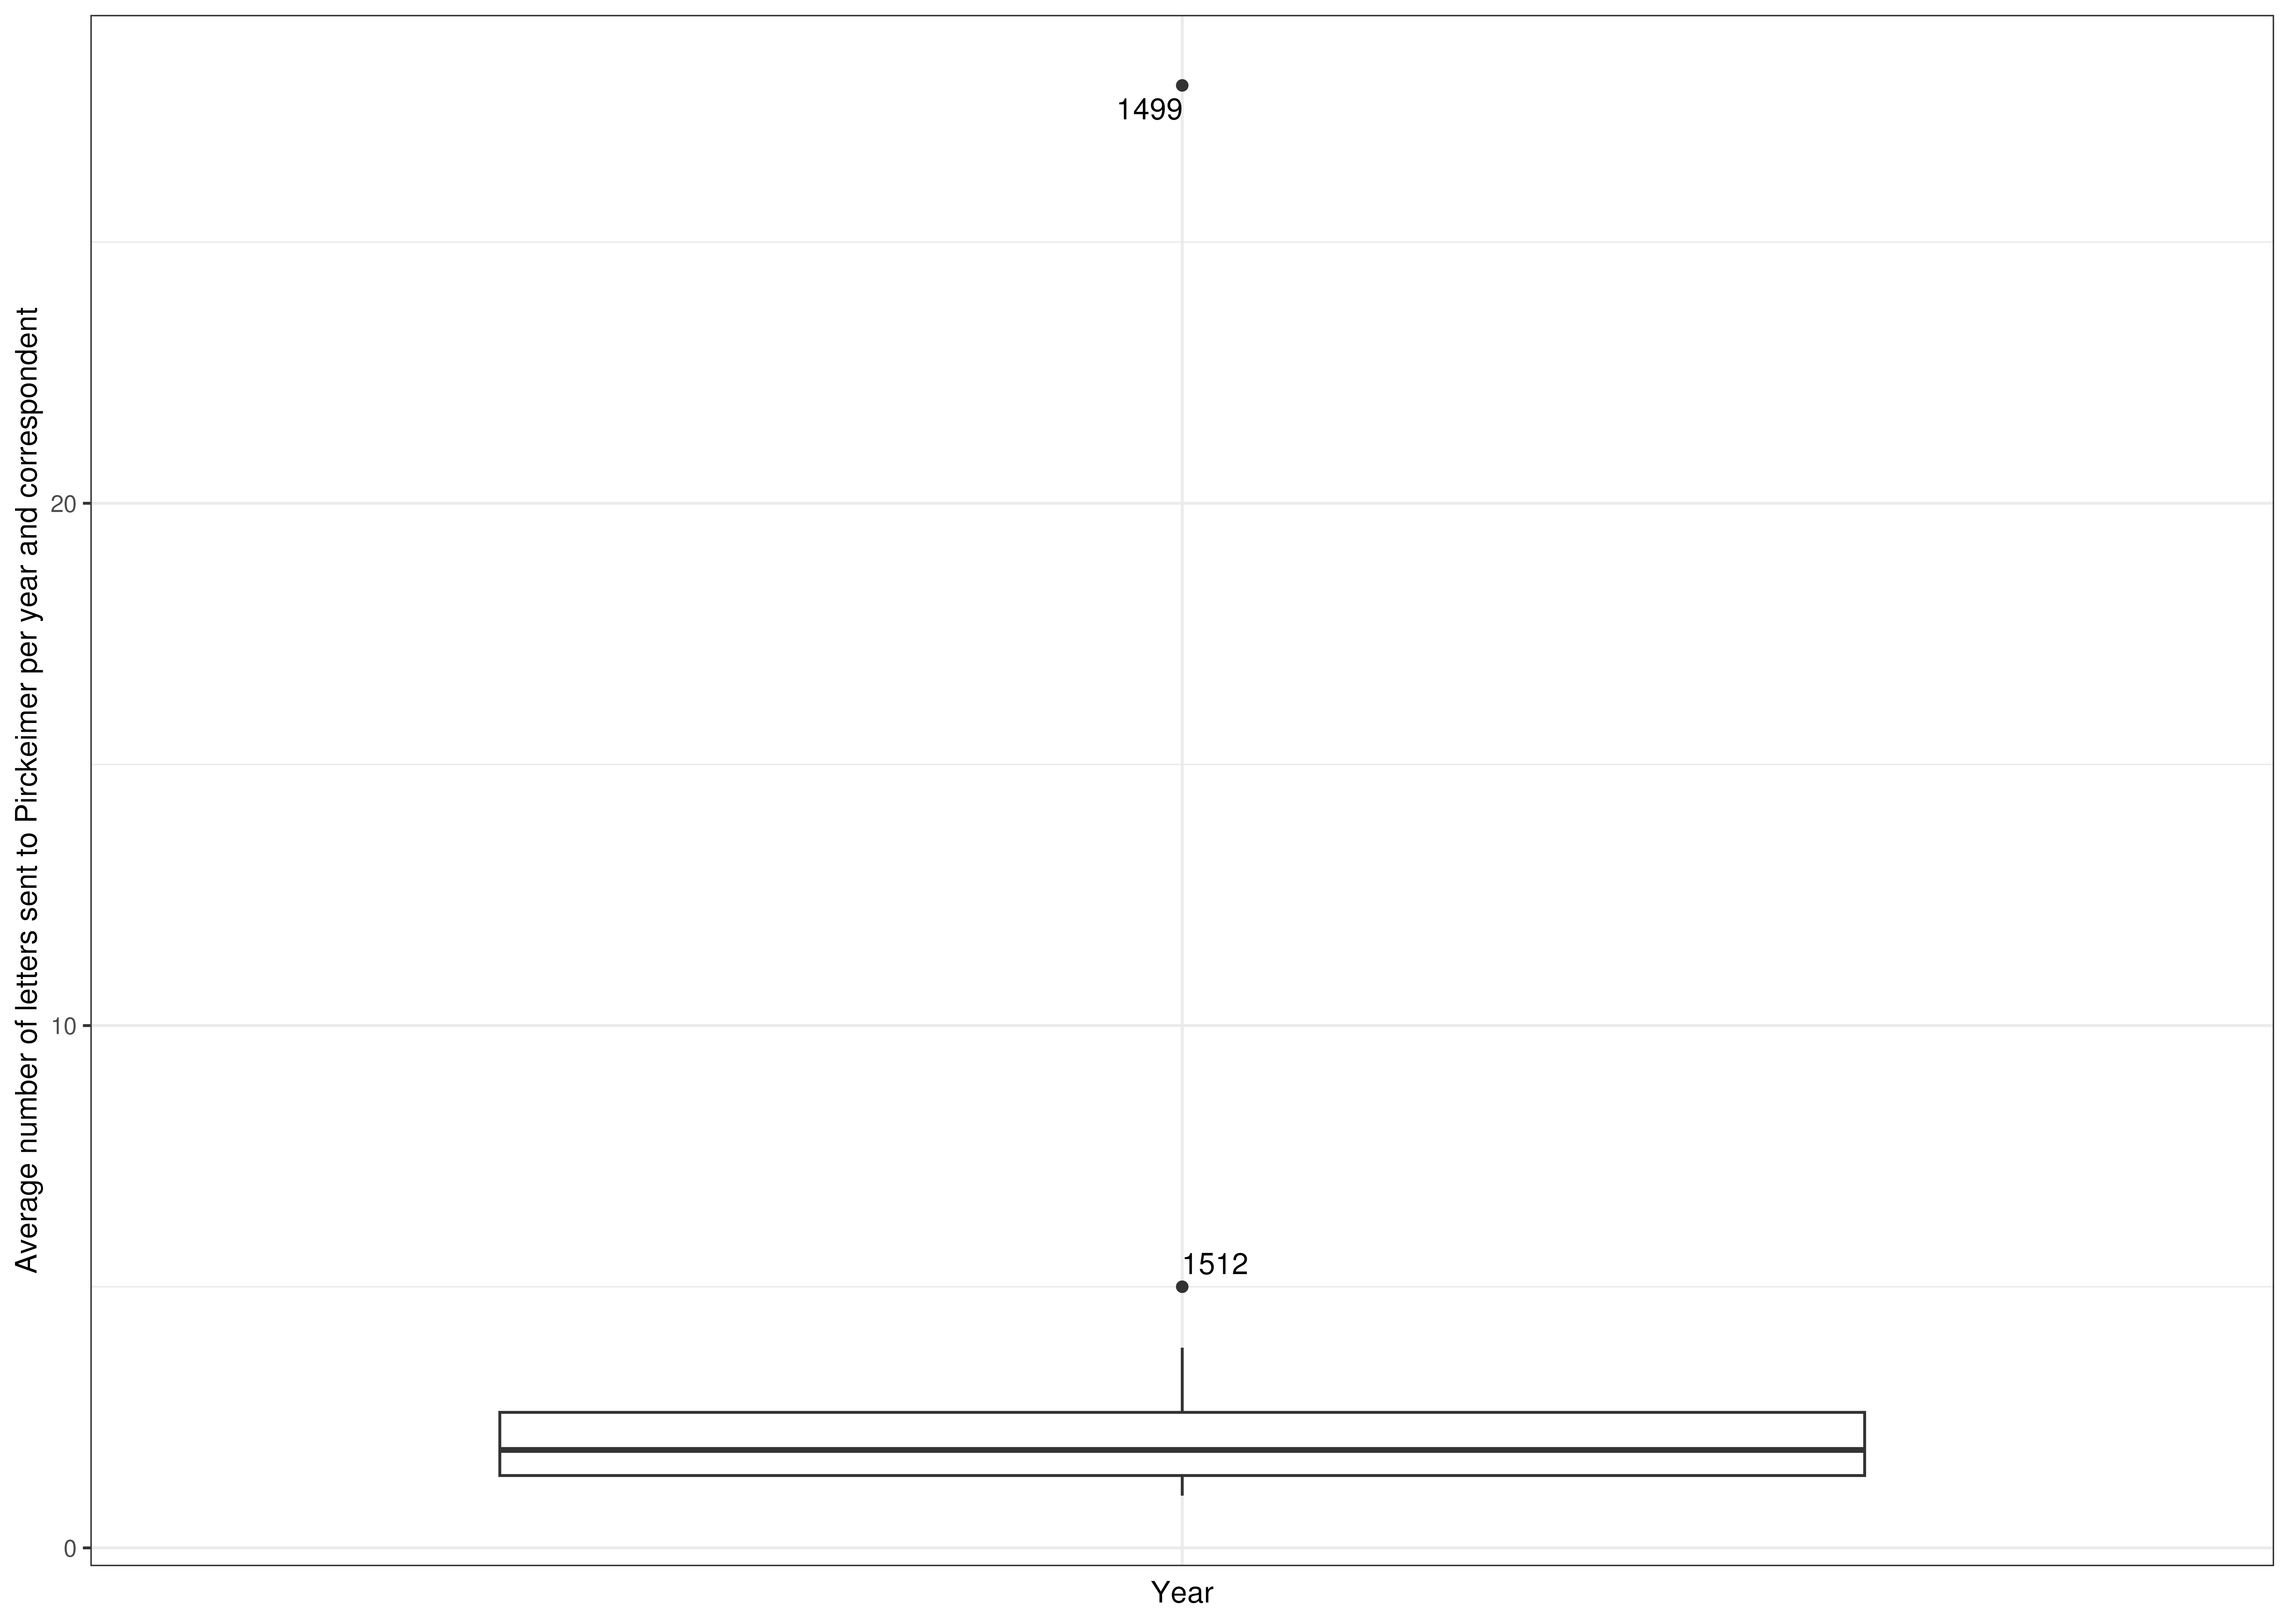 Average number of letters sent to Pirckeimer per year and correspondent
1499
20
10
1512
0
Year